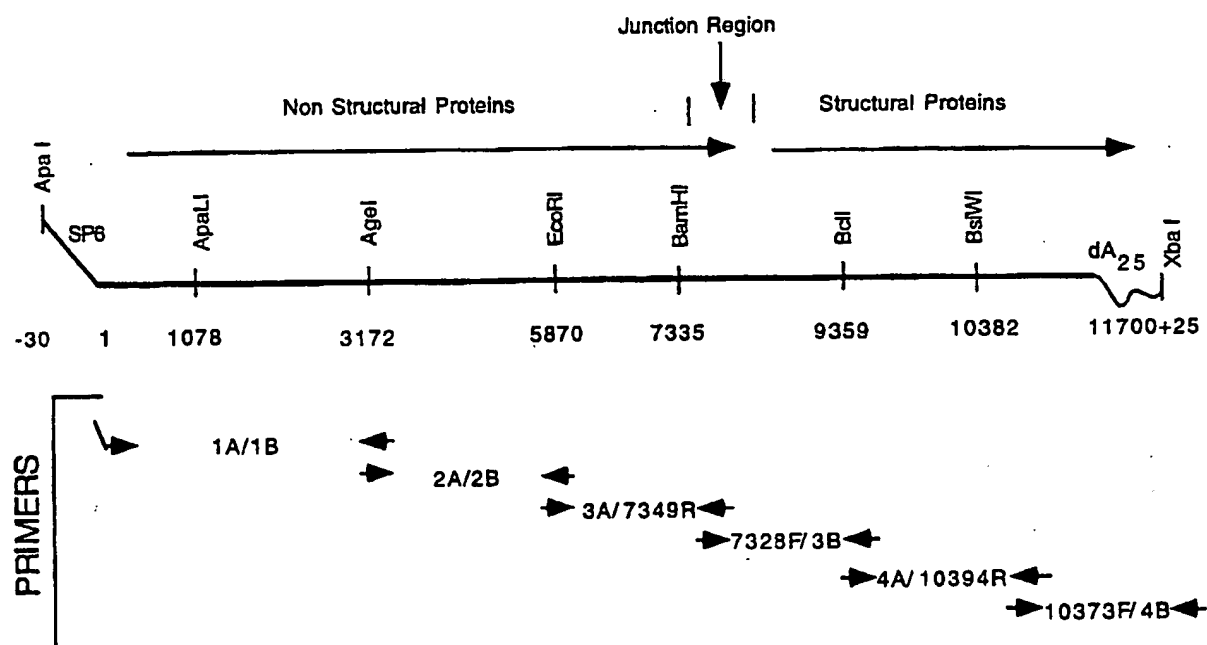 Junction Region
Non Structural Proteins
Structural Proteins
Apa I
SP6
ApaLI
AgeI
EcoRI
BamHI
BclI
BsiWI
dA25
Xba I
-30 1 1078 3172 5870 7335 9359 10382 11700+25
PRIMERS
1A/1B
2A/2B
3A/7349R
7328F/3B
4A/10394R
10373F/4B